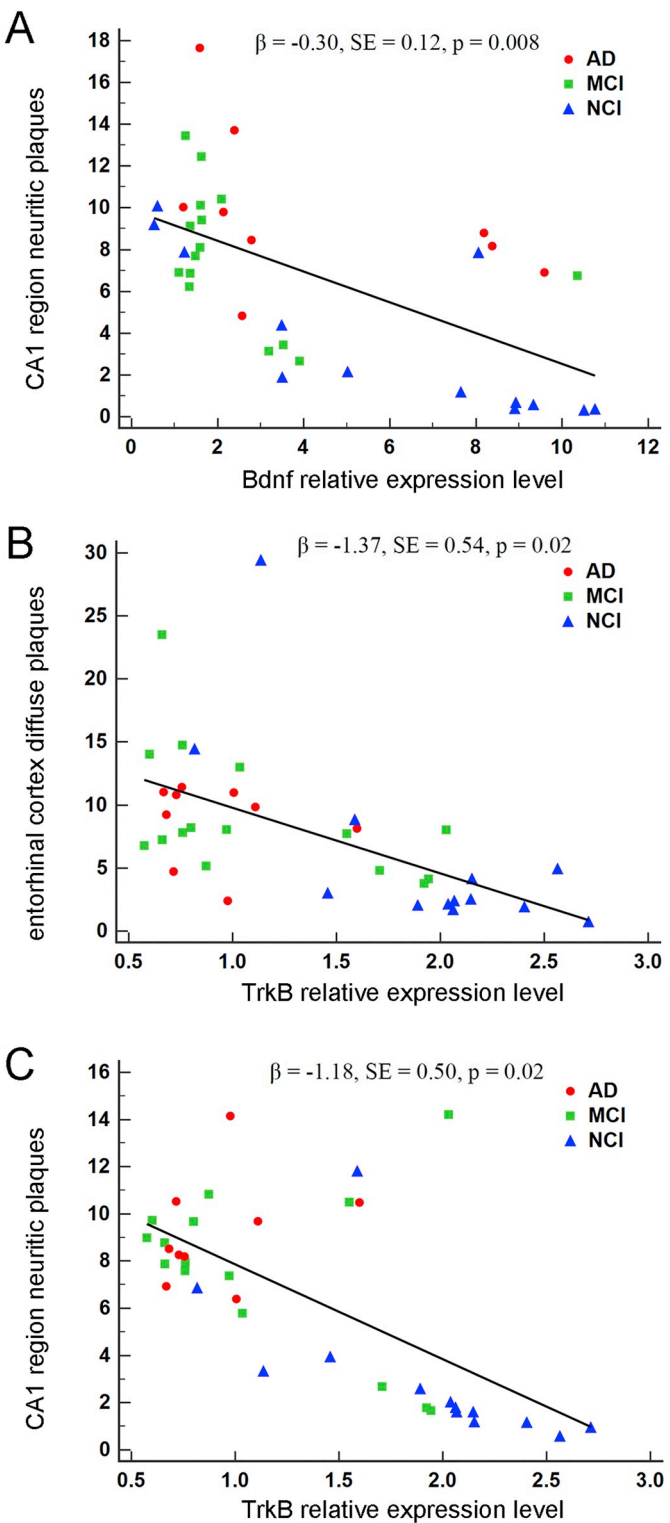 A
β = -0.30, SE = 0.12, p = 0.008
AD
MCI
NCI
CA1 region neuritic plaques
18
16
14
12
10
8
6
4
2
0
0 2 4 6 8 10 12
Bdnf relative expression level
B
β = -1.37, SE = 0.54, p = 0.02
AD
MCI
NCI
entorhinal cortex diffuse plaques
30
25
20
15
10
5
0
0.5 1.0 1.5 2.0 2.5 3.0
TrkB relative expression level
C
β = -1.18, SE = 0.50, p = 0.02
AD
MCI
NCI
CA1 region neuritic plaques
16
14
12
10
8
6
4
2
0
0.5 1.0 1.5 2.0 2.5 3.0
TrkB relative expression level